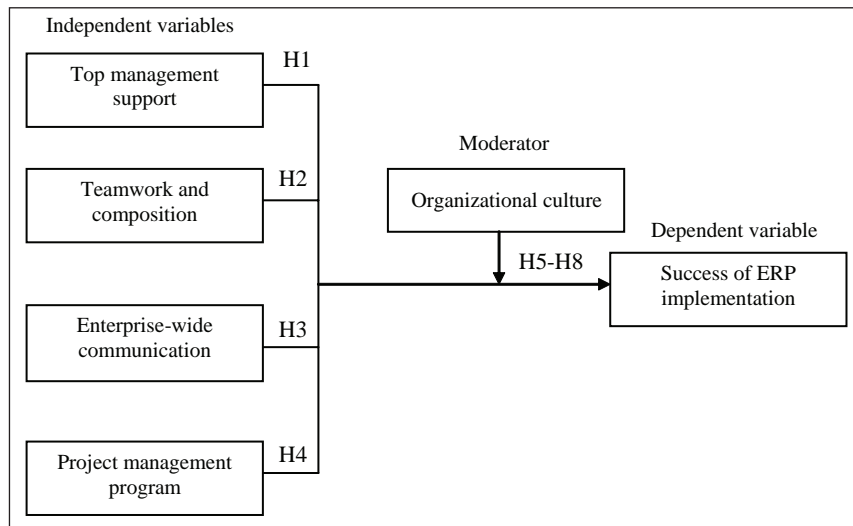 Independent variables
Top management
support
H1
Teamwork and
composition
H2
Enterprise-wide
communication
H3
Project management
program
H4
Moderator
Organizational culture
H5-H8
Dependent variable
Success of ERP
implementation